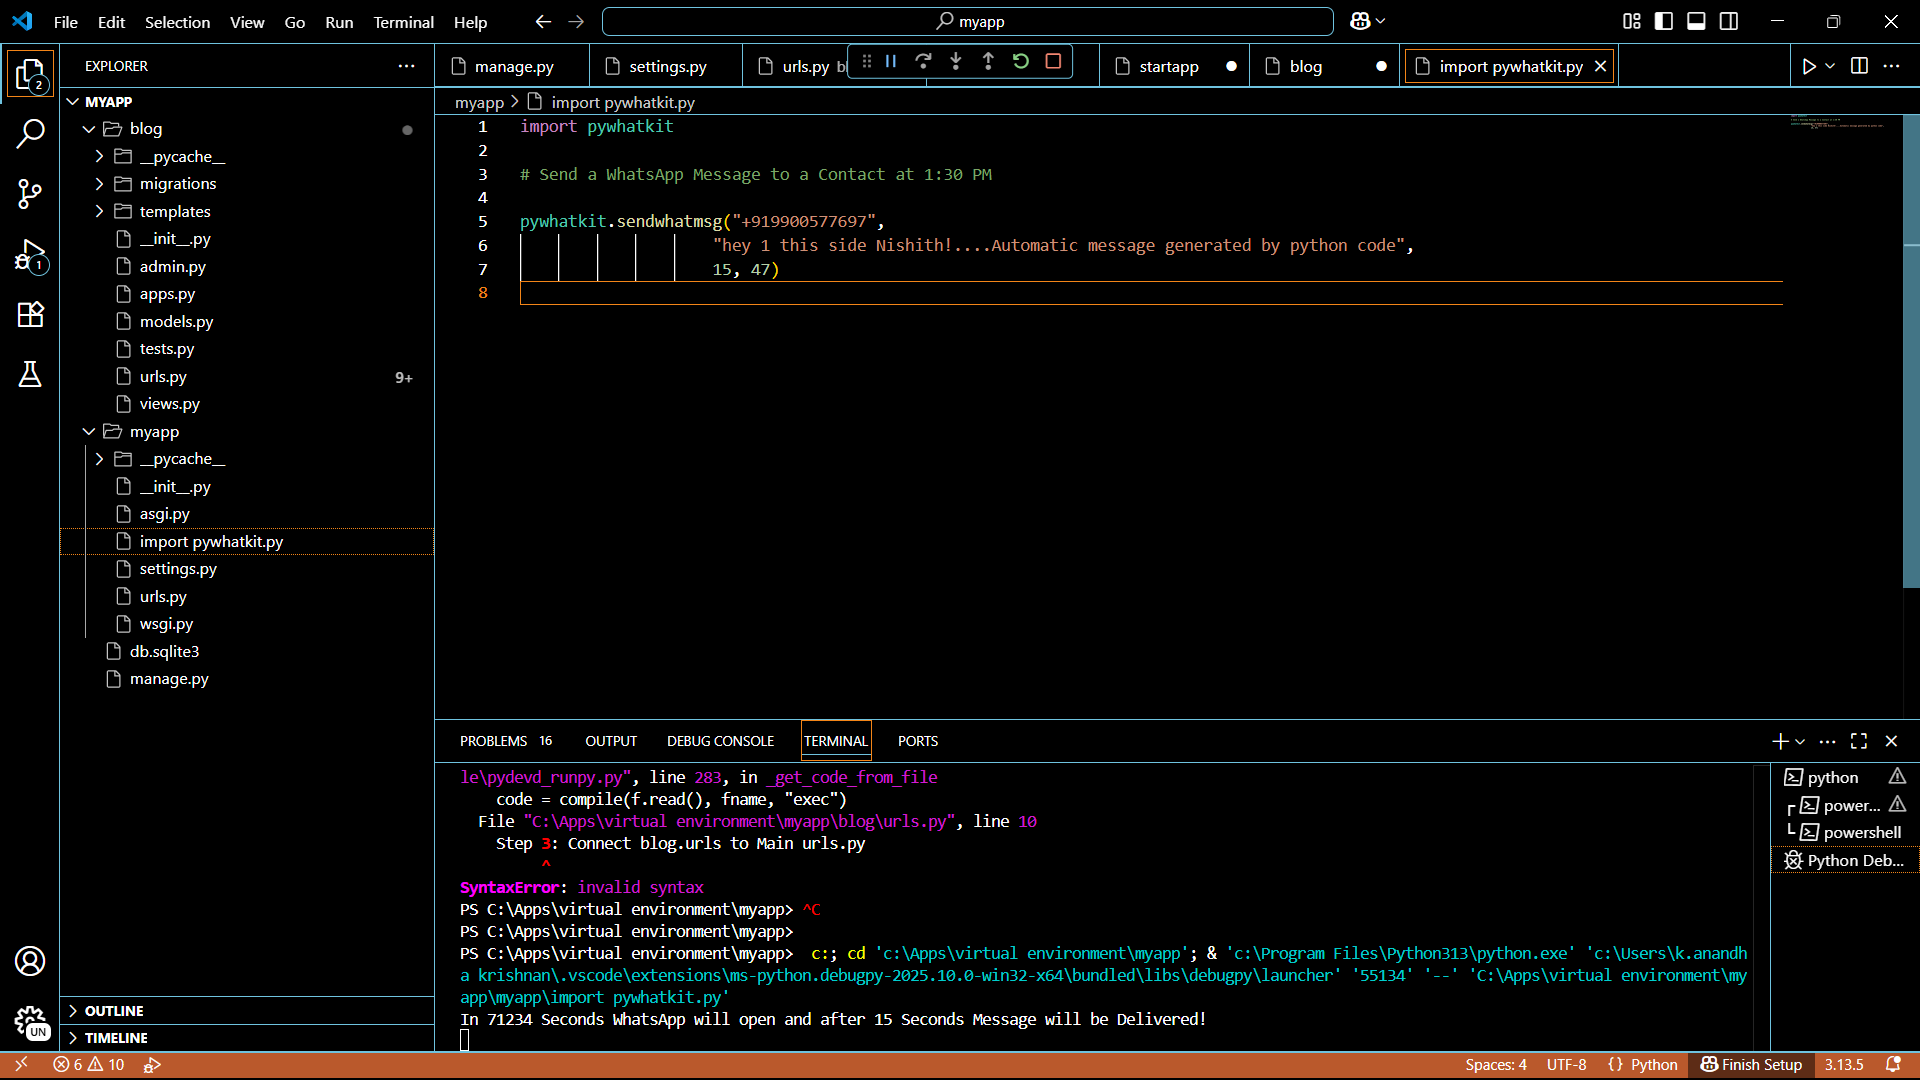 File Edit Selection View Go Run Terminal Help
myapp
EXPLORER
manage.py
settings.py
urls.py
startapp
blog
import pywhatkit.py
2
MYAPP
myapp > import pywhatkit.py
blog
__pycache__
migrations
templates
__init__.py
admin.py
apps.py
models.py
tests.py
urls.py 9+
views.py
myapp
__pycache__
__init__.py
asgi.py
import pywhatkit.py
settings.py
urls.py
wsgi.py
db.sqlite3
manage.py
OUTLINE
TIMELINE
1
UN
1 import pywhatkit
2
3 # Send a WhatsApp Message to a Contact at 1:30 PM
4
5 pywhatkit.sendwhatmsg("+919900577697",
6 "hey 1 this side Nishith!....Automatic message generated by python code",
7 15, 47)
8
PROBLEMS 16 OUTPUT DEBUG CONSOLE TERMINAL PORTS
le\pydevd_runpy.py", line 283, in _get_code_from_file
code = compile(f.read(), fname, "exec")
File "C:\Apps\virtual environment\myapp\blog\urls.py", line 10
Step 3: Connect blog.urls to Main urls.py
^
SyntaxError: invalid syntax
PS C:\Apps\virtual environment\myapp> ^C
PS C:\Apps\virtual environment\myapp>
PS C:\Apps\virtual environment\myapp> c:; cd 'c:\Apps\virtual environment\myapp'; & 'c:\Program Files\Python313\python.exe' 'c:\Users\k.anandh
a krishnan\.vscode\extensions\ms-python.debugpy-2025.10.0-win32-x64\bundled\libs\debugpy\launcher' '55134' '--' 'C:\Apps\virtual environment\my
app\myapp\import pywhatkit.py'
In 71234 Seconds WhatsApp will open and after 15 Seconds Message will be Delivered!
python
power...
powershell
Python Deb...
6 10
Spaces: 4 UTF-8 {} Python Finish Setup 3.13.5